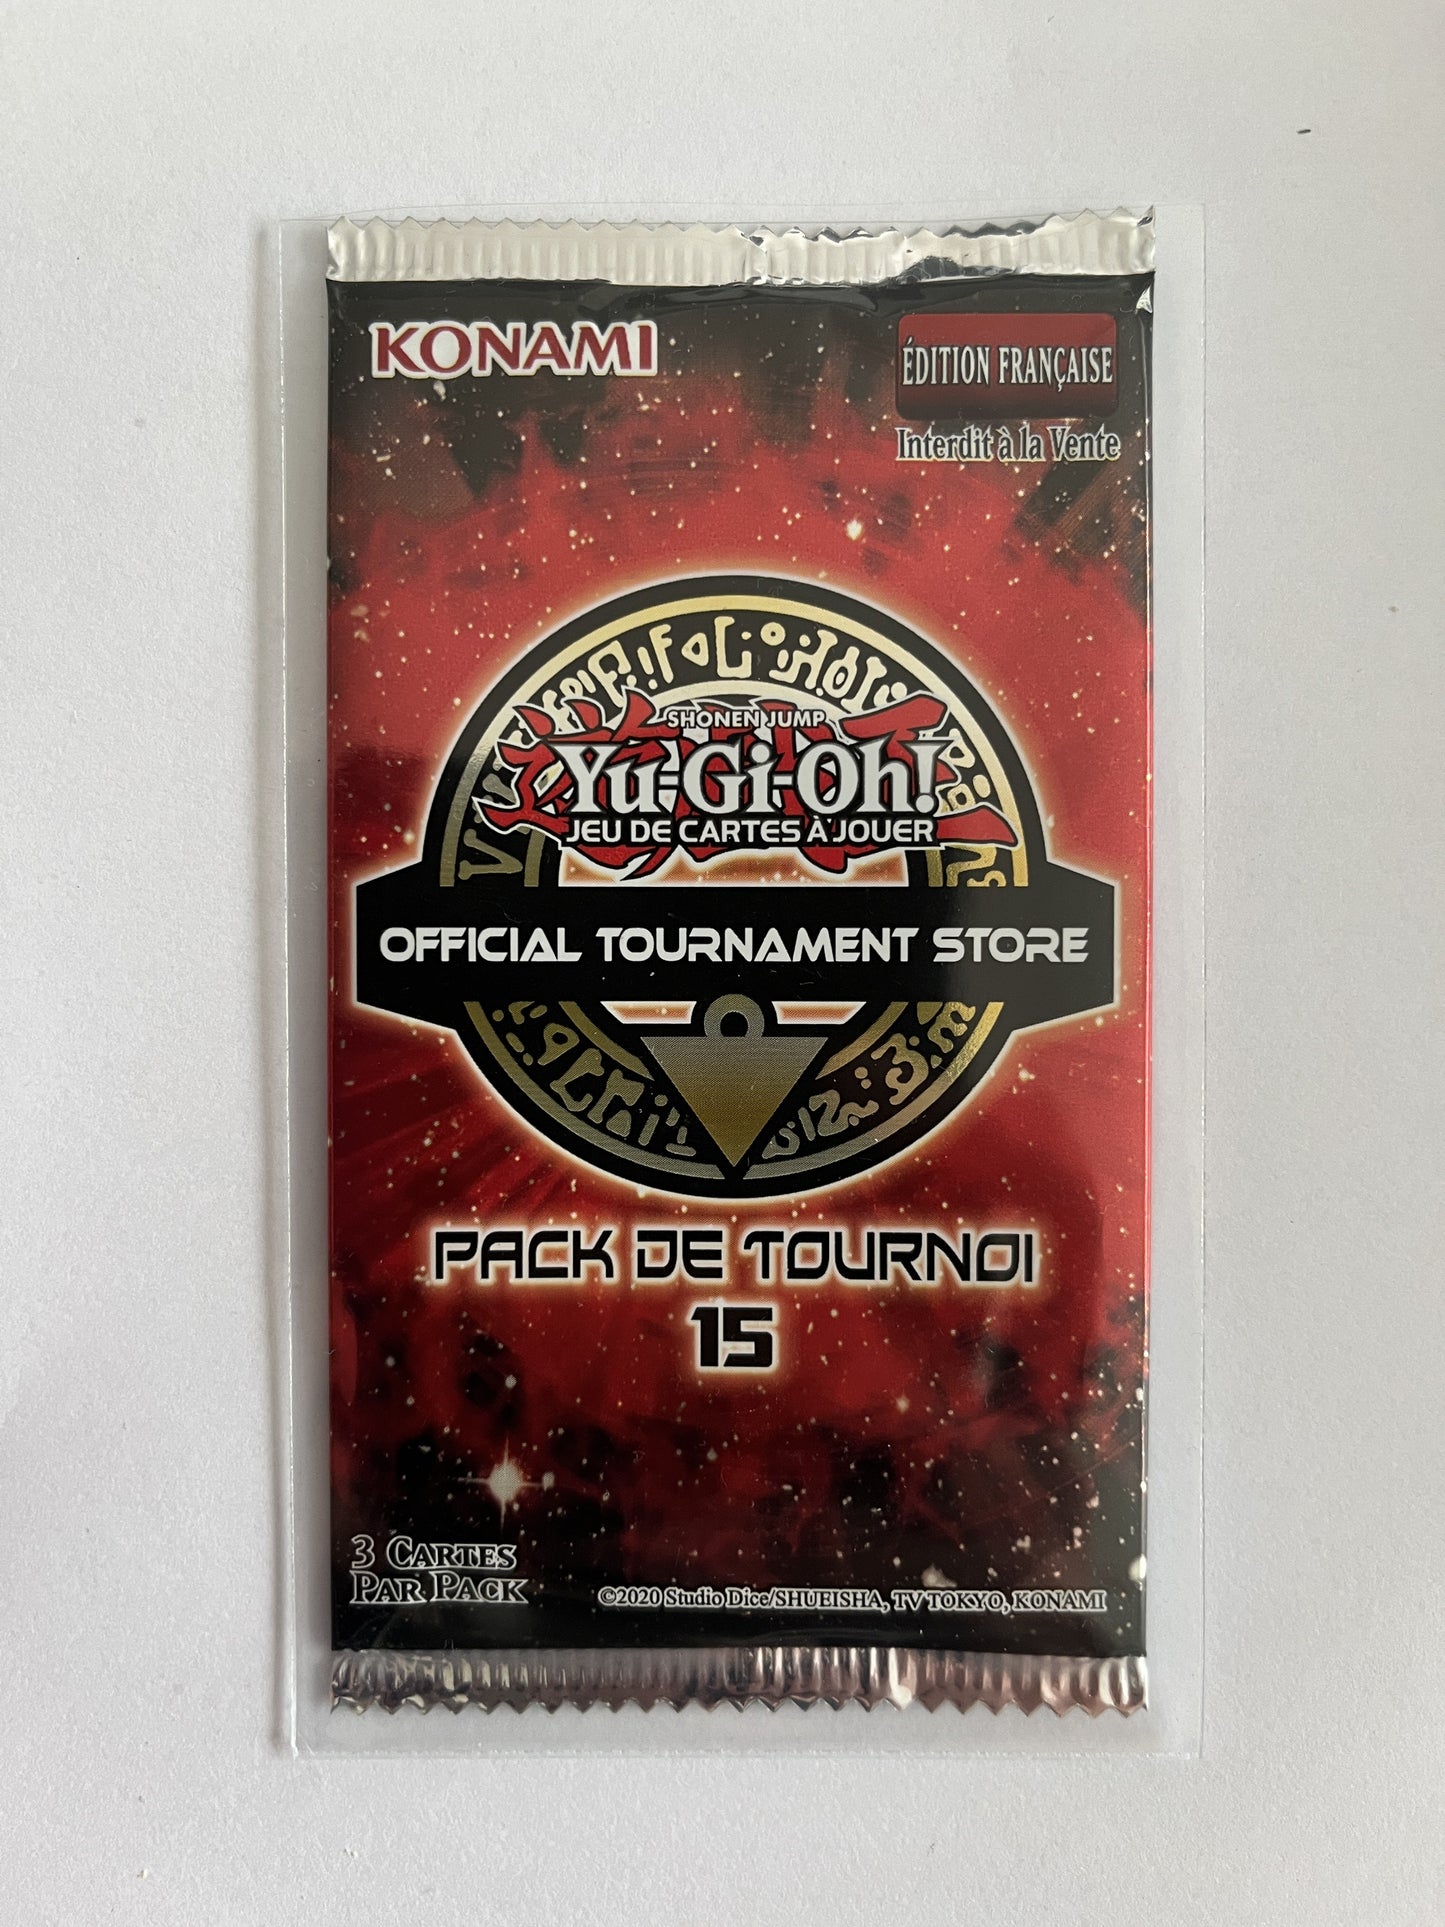 KONAMI
ÉDITION FRANÇAISE
Interdit à la Vente
SHONEN JUMP
Yu-Gi-Oh!
JEU DE CARTES À JOUER
OFFICIAL TOURNAMENT STORE
PACK DE TOURNOI
15
3 CARTES
PAR PACK
©2020 Studio Dice/SHUEISHA, TV TOKYO, KONAMI